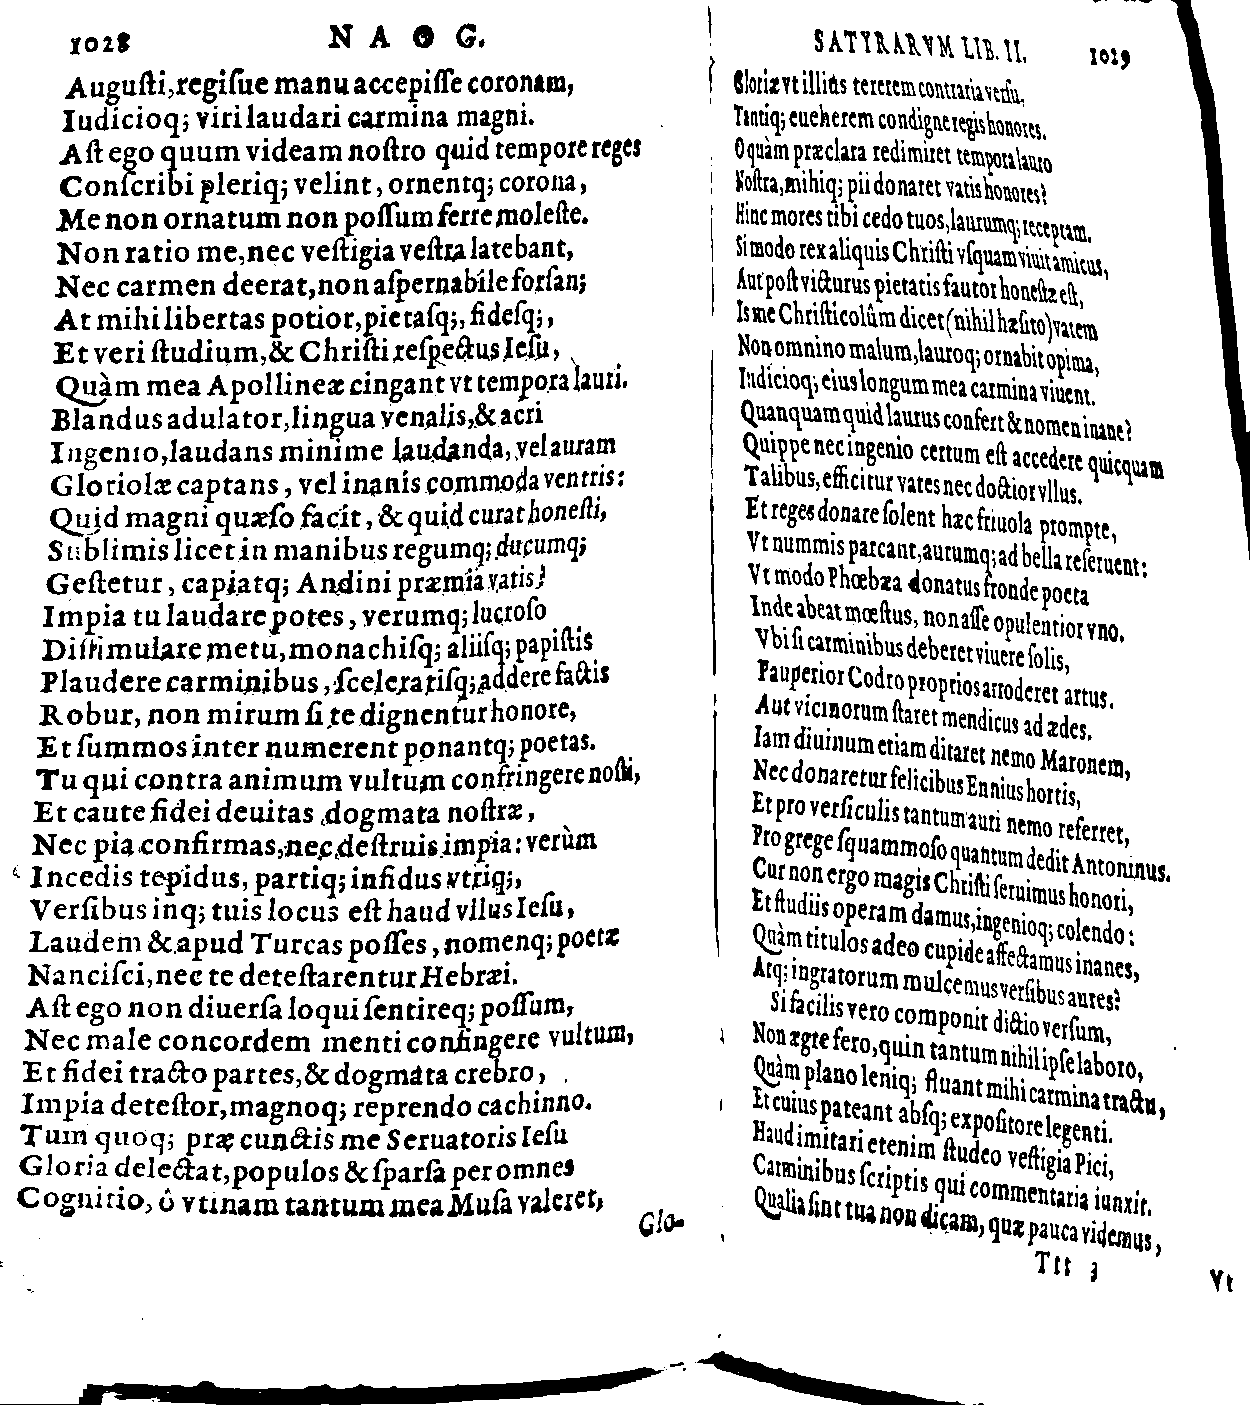 1028 NAOG.
Augusti, regisue manu accepisse coronam,
Iudicioq; viri laudari carmina magni.
Ast ego quum videam nostro quid tempore reges
Conscribi pleriq; velint, ornentq; corona,
Me non ornatum non possum ferre moleste.
Non ratio me, nec vestigia vestra latebant,
Nec carmen deerat, non aspernabile forsan;
At mihi libertas potior, pietasq;, fidesq;,
Et veri studium, & Christi respectus Iesu,
Quàm mea Apollineæ cingant vt tempora lauri.
Blandus adulator, lingua venalis, & acri
Ingenio, laudans minime laudanda, vel auram
Gloriolæ captans, vel inanis commoda ventris:
Quid magni quæso facit, & quid curat honesti,
Sublimis licet in manibus regumq; ducumq;
Gestetur, capiatq; Andini præmia vatis?
Impia tu laudare potes, verumq; lucroso
Dissimulare metu, monachisq; aliisq; papistis
Plaudere carminibus, sceleratisq; addere factis
Robur, non mirum si te dignentur honore,
Et summos inter numerent ponantq; poetas.
Tu qui contra animum vultum confringere nosti,
Et caute fidei deuitas dogmata nostræ,
Nec pia confirmas, nec destruis impia: verùm
Incedis tepidus, partiq; infidus vtriq;,
Versibus inq; tuis locus est haud vllus Iesu,
Laudem & apud Turcas posses, nomenq; poetæ
Nancisci, nec te detestarentur Hebræi.
Ast ego non diuersa loqui sentireq; possum,
Nec male concordem menti confingere vultum,
Et fidei tracto partes, & dogmata crebro,
Impia detestor, magnoq; reprendo cachinno.
Tum quoq; præ cunctis me Seruatoris Iesu
Gloria delectat, populos & sparsa per omnes
Cognitio, ô vtinam tantum mea Musa valeret,
Glo-
SATYRARVM LIB. II. 1029
Gloriæ vt illius tererem contraria versu,
Tantiq; eueherem condigne regis honores.
O quàm præclara redimiret tempora lauro
Nostra, mihiq; pii donaret vatis honores?
Hinc mores tibi cedo tuos, laurumq; receptam.
Si modo rex aliquis Christi vsquam viuit amicus,
Aut post victurus pietatis fautor honestæ est,
Is me Christicolûm dicet (nihil hæsito) vatem
Non omnino malum, lauroq; ornabit opima,
Iudicioq; eius longum mea carmina viuent.
Quanquam quid laurus confert & nomen inane?
Quippe nec ingenio certum est accedere quicquam
Talibus, efficitur vates nec doctior vllus.
Et reges donare solent hæc friuola prompte,
Vt nummis parcant, aurumq; ad bella reseruent:
Vt modo Phœbæa donatus fronde poeta
Inde abeat mœstus, non asse opulentior vno.
Vbi si carminibus deberet viuere solis,
Pauperior Codro proprios arroderet artus.
Aut vicinorum staret mendicus ad ædes.
Iam diuinum etiam ditaret nemo Maronem,
Nec donaretur felicibus Ennius hortis,
Et pro versiculis tantum auri nemo referret,
Pro grege squammoso quantum dedit Antoninus.
Cur non ergo magis Christi seruimus honori,
Et studiis operam damus, ingenioq; colendo:
Quàm titulos adeo cupide affectamus inanes,
Atq; ingratorum mulcemus versibus aures?
Si facilis vero componit dictio versum,
Non ægre fero, quin tantum nihil ipse laboro,
Quàm plano leniq; fluant mihi carmina tractu,
Et cuius pateant absq; expositore legenti.
Haud imitari etenim studeo vestigia Pici,
Carminibus scriptis qui commentaria iunxit.
Qualia sint tua non dicam, quæ pauca videmus,
Ttt 3
Vt